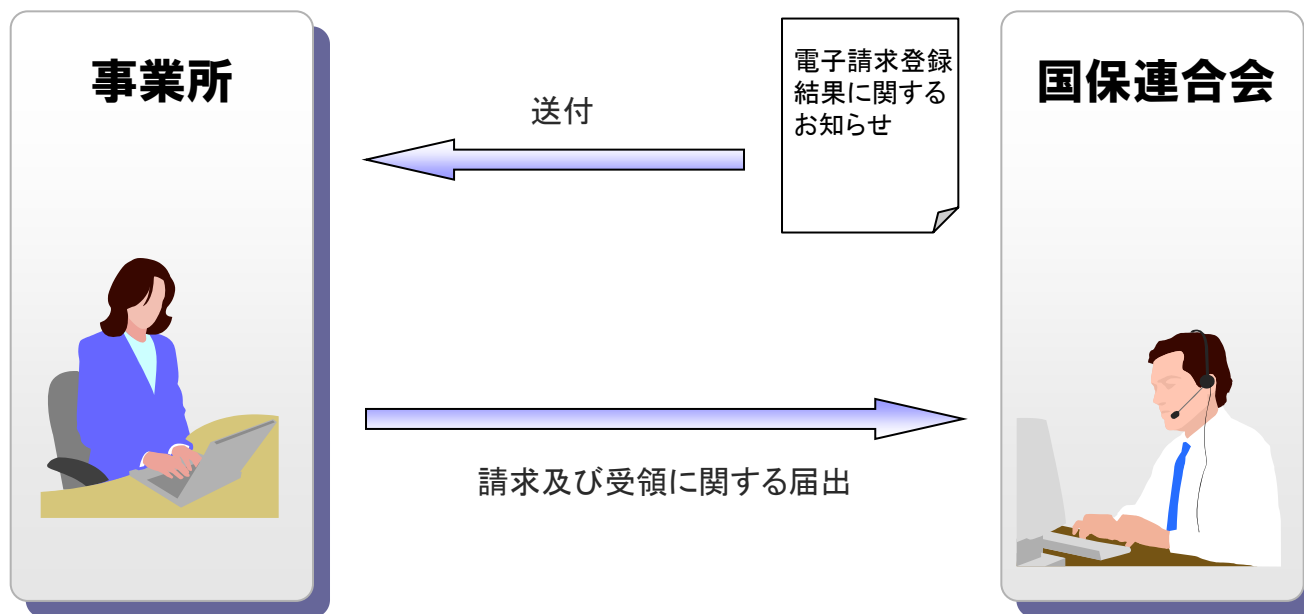 事業所
送付
電子請求登録
結果に関する
お知らせ
国保連合会
請求及び受領に関する届出